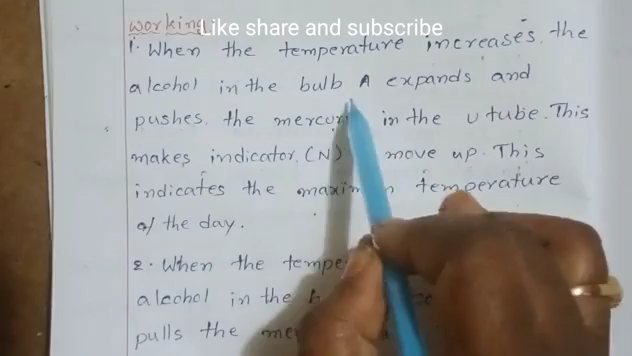 Working
Like share and subscribe
1. When the temperature increases. the
alcohol in the bulb A expands and
pushes. the in the U tube. This
makes indicator (N) move up. This
indicates the temperature
of the day.
2. When the
alcohol in the
pulls the